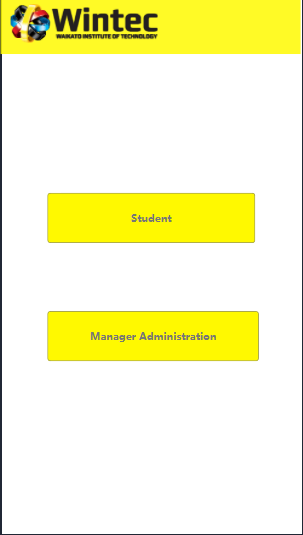 Wintec
WAIKATO INSTITUTE OF TECHNOLOGY
Student
Manager Administration